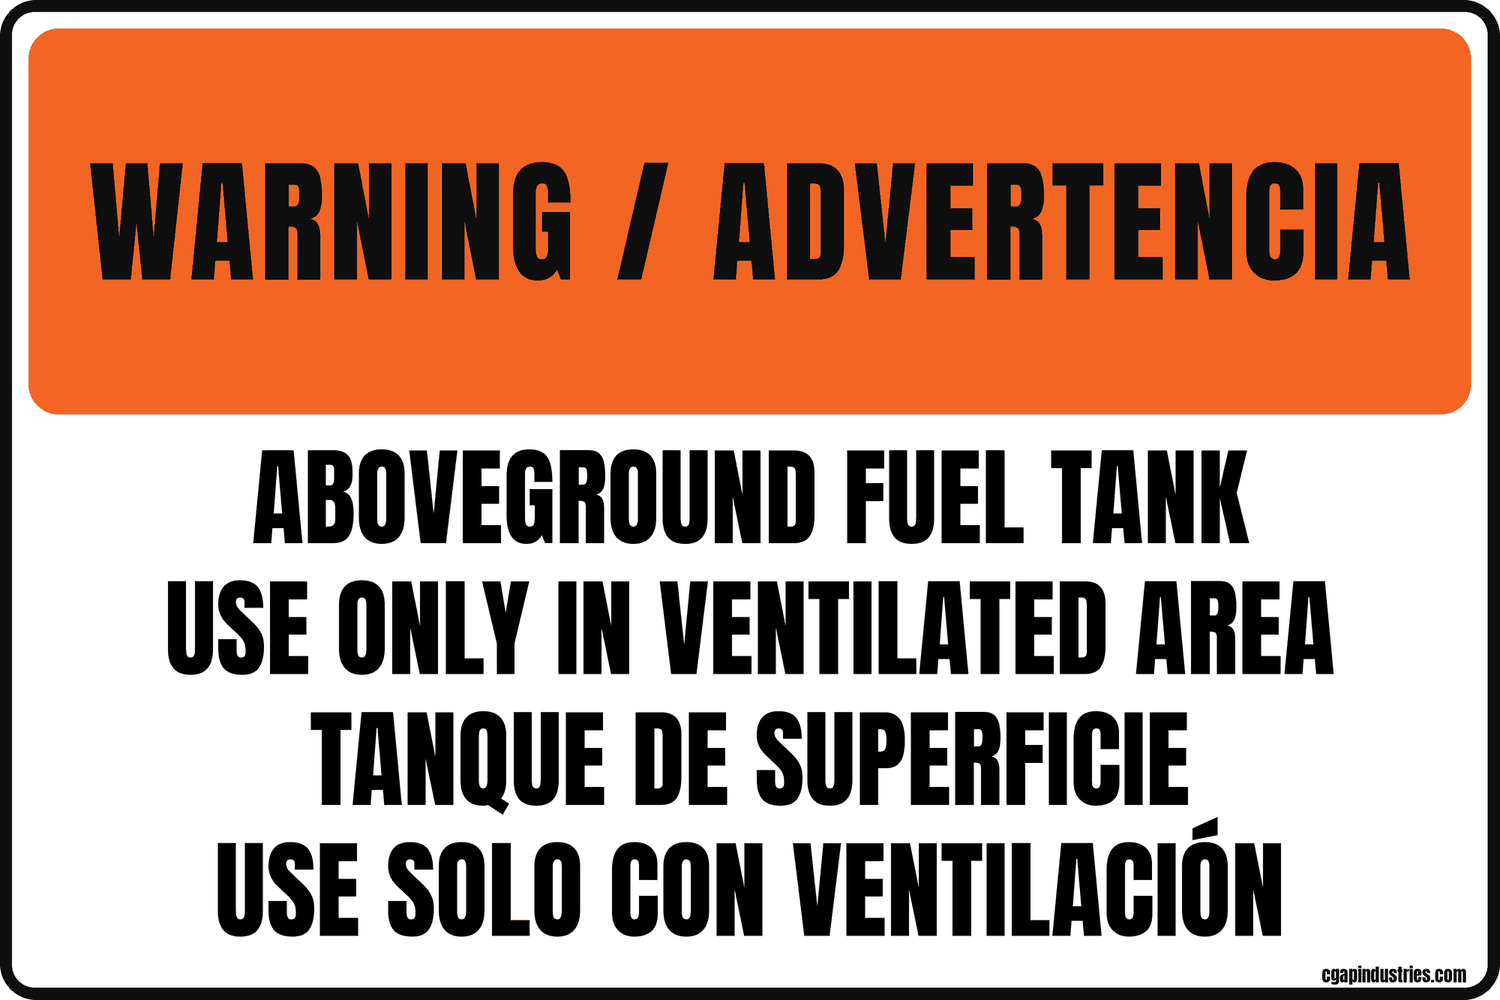 WARNING / ADVERTENCIA
ABOVEGROUND FUEL TANK
USE ONLY IN VENTILATED AREA
TANQUE DE SUPERFICIE
USE SOLO CON VENTILACIÓN
cgapindustries.com